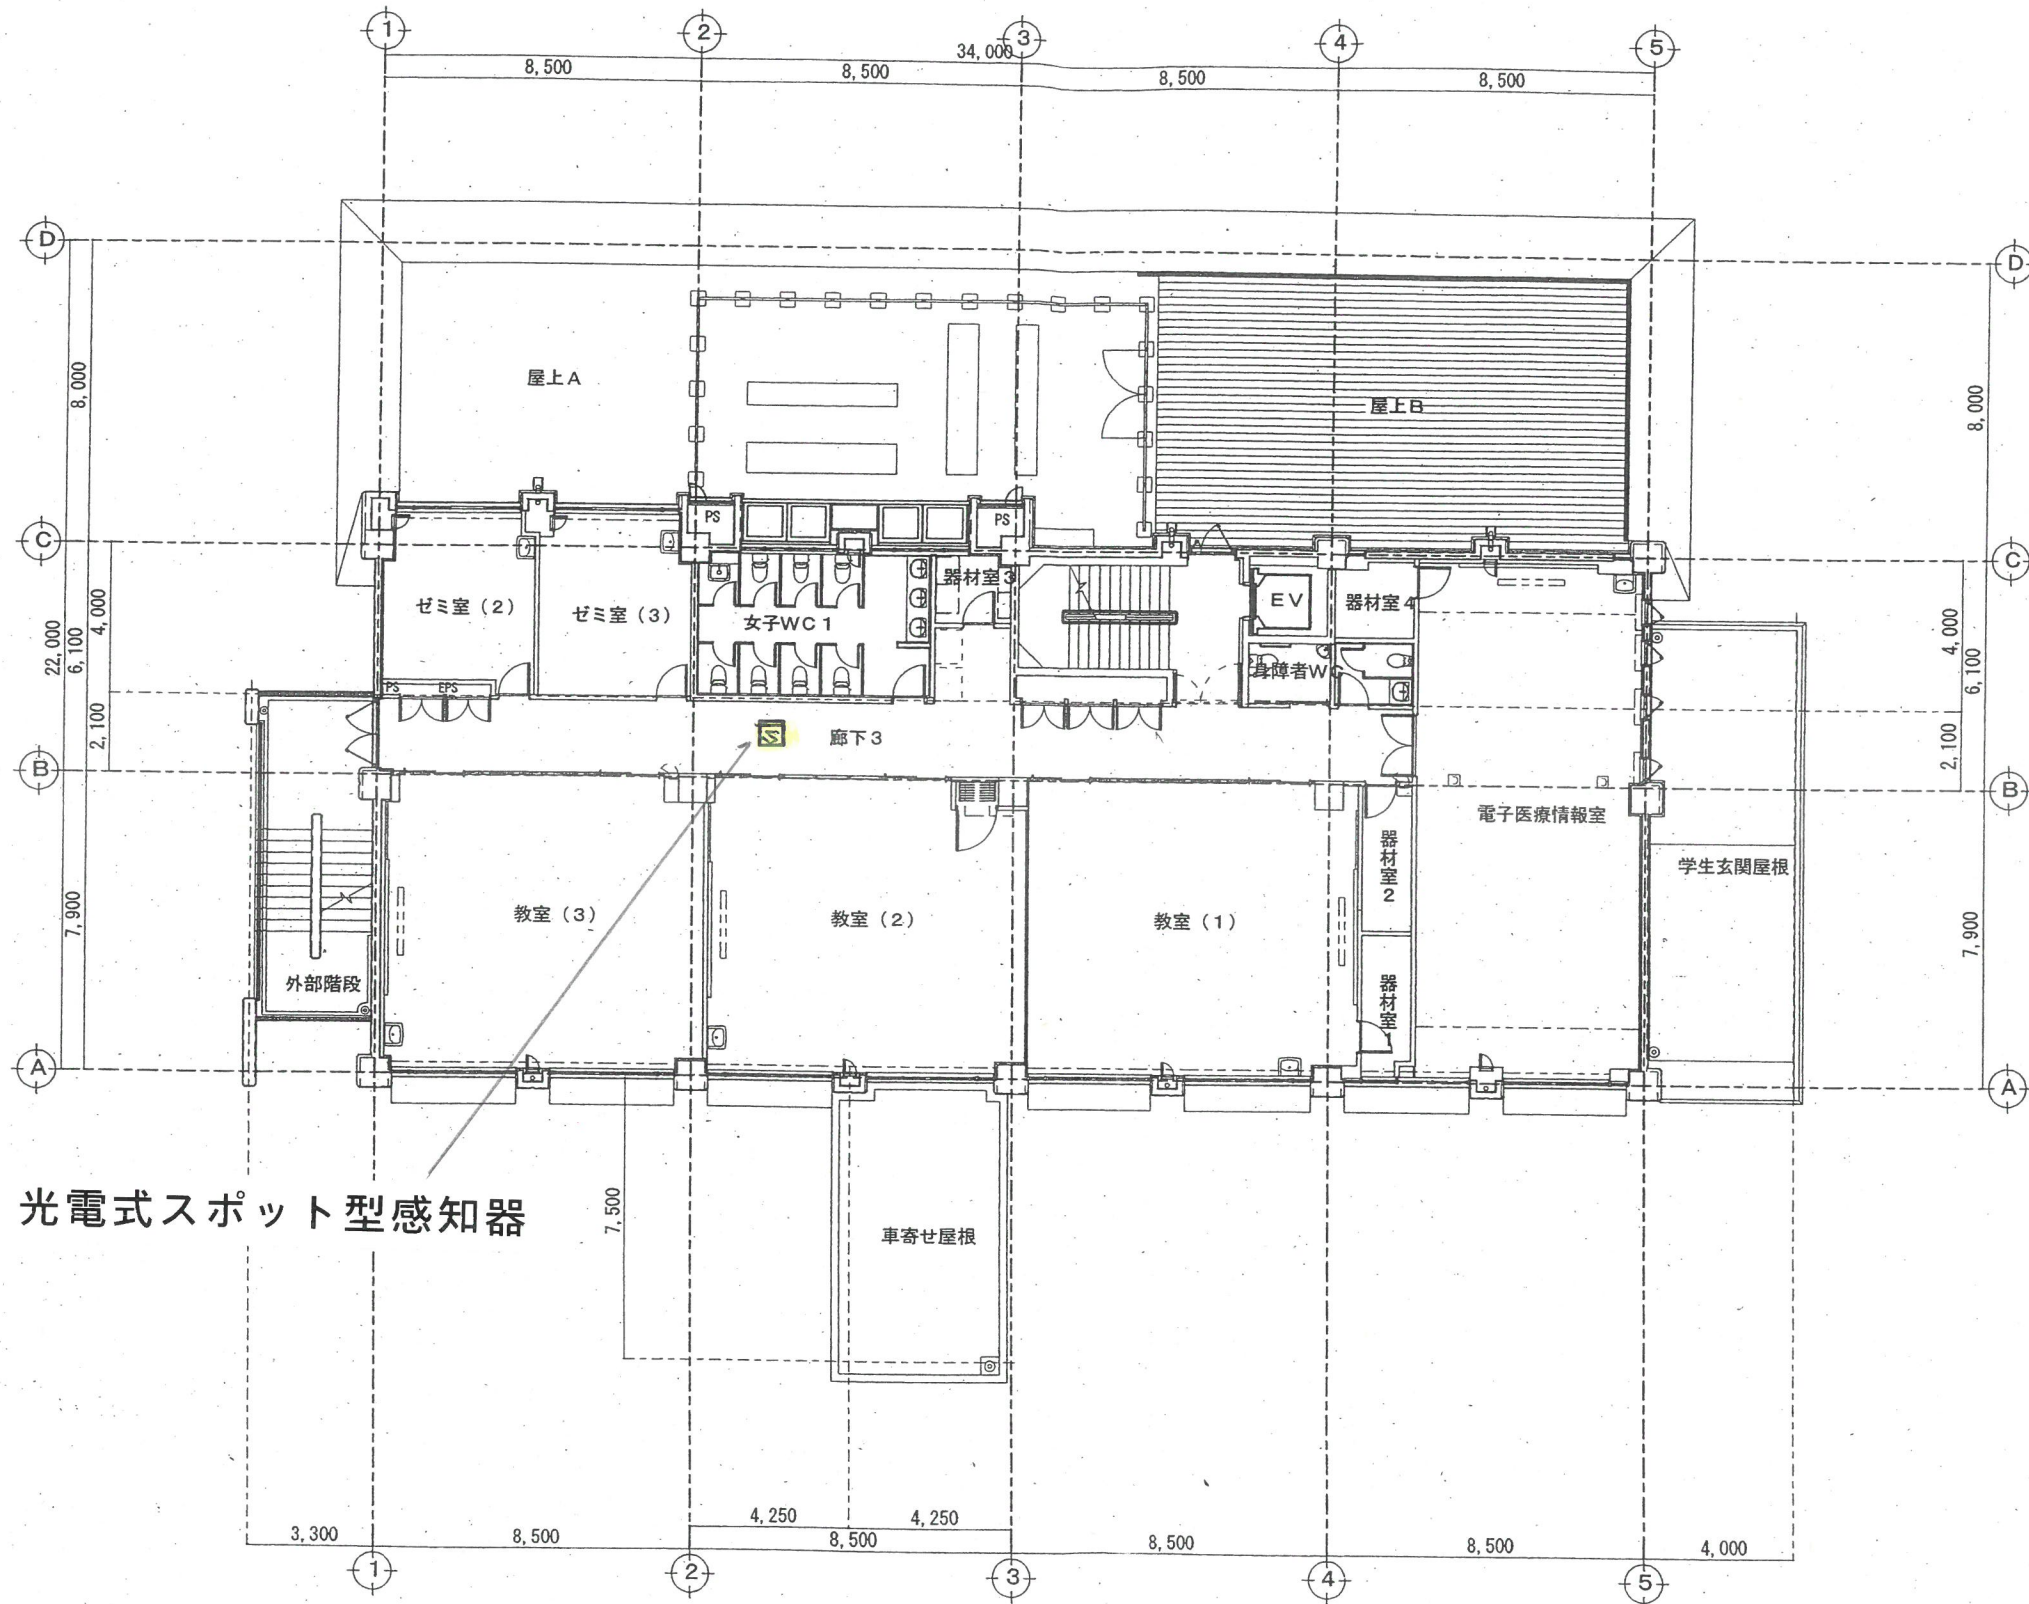 1
2
3
4
5
34,000
8,500
8,500
8,500
8,500
D
D
8,000
8,000
屋上A
屋上B
C
C
PS
PS
22,000
6,100
4,000
2,100
ゼミ室(2)
ゼミ室(3)
女子WC1
器材室3
EV
器材室4
身障者WC
4,000
6,100
2,100
PS
EPS
S
廊下3
B
B
7,900
7,900
電子医療情報室
器材室2
学生玄関屋根
教室(3)
教室(2)
教室(1)
外部階段
器材室1
A
A
光電式スポット型感知器
7,500
車寄せ屋根
4,250
4,250
3,300
8,500
8,500
8,500
8,500
4,000
1
2
3
4
5